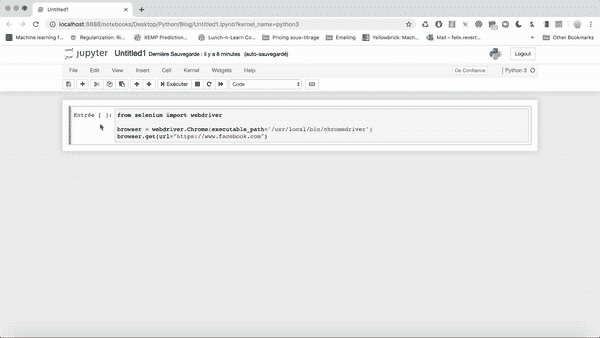 Untitled1
localhost:8888/notebooks/Desktop/Python/Blog/Untitled1.ipynb?kernel_name=python3
Machine learning f... Regularization: Ri... XEMP Prediction... Lunch-n-Learn Co... Pricing sous-titrage Emailing Yellowbrick: Mach... Mail – felix.revert... Other Bookmarks
jupyter Untitled1 Dernière Sauvegarde : il y a 8 minutes (auto-sauvegardé) Logout
File Edit View Insert Cell Kernel Widgets Help De Confiance Python 3
Exécuter Code
Entrée [ ]: from selenium import webdriver
browser = webdriver.Chrome(executable_path='/usr/local/bin/chromedriver')
browser.get(url="https://www.facebook.com")